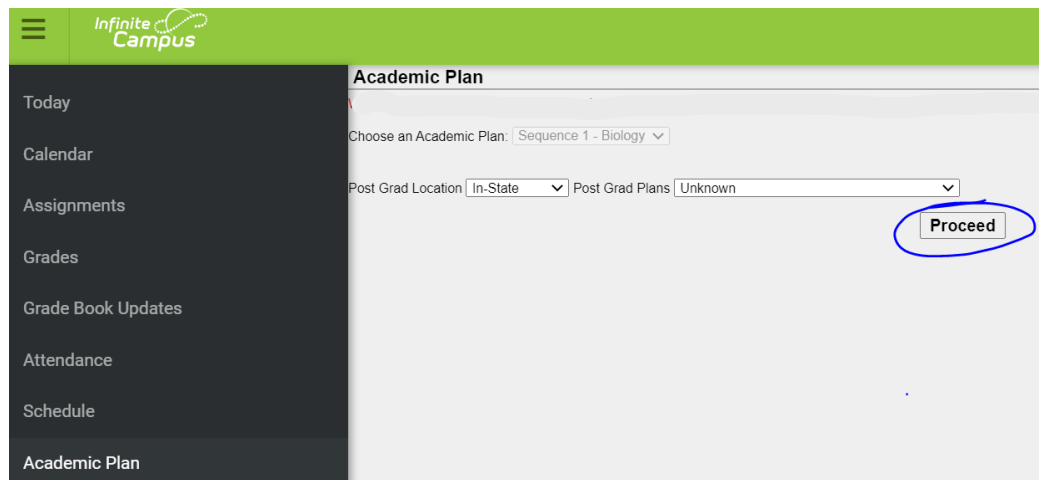 Infinite
Campus
Academic Plan
Today
\
Choose an Academic Plan: Sequence 1 - Biology
Calendar
Post Grad Location In-State Post Grad Plans Unknown
Assignments
Proceed
Grades
Grade Book Updates
Attendance
Schedule
Academic Plan